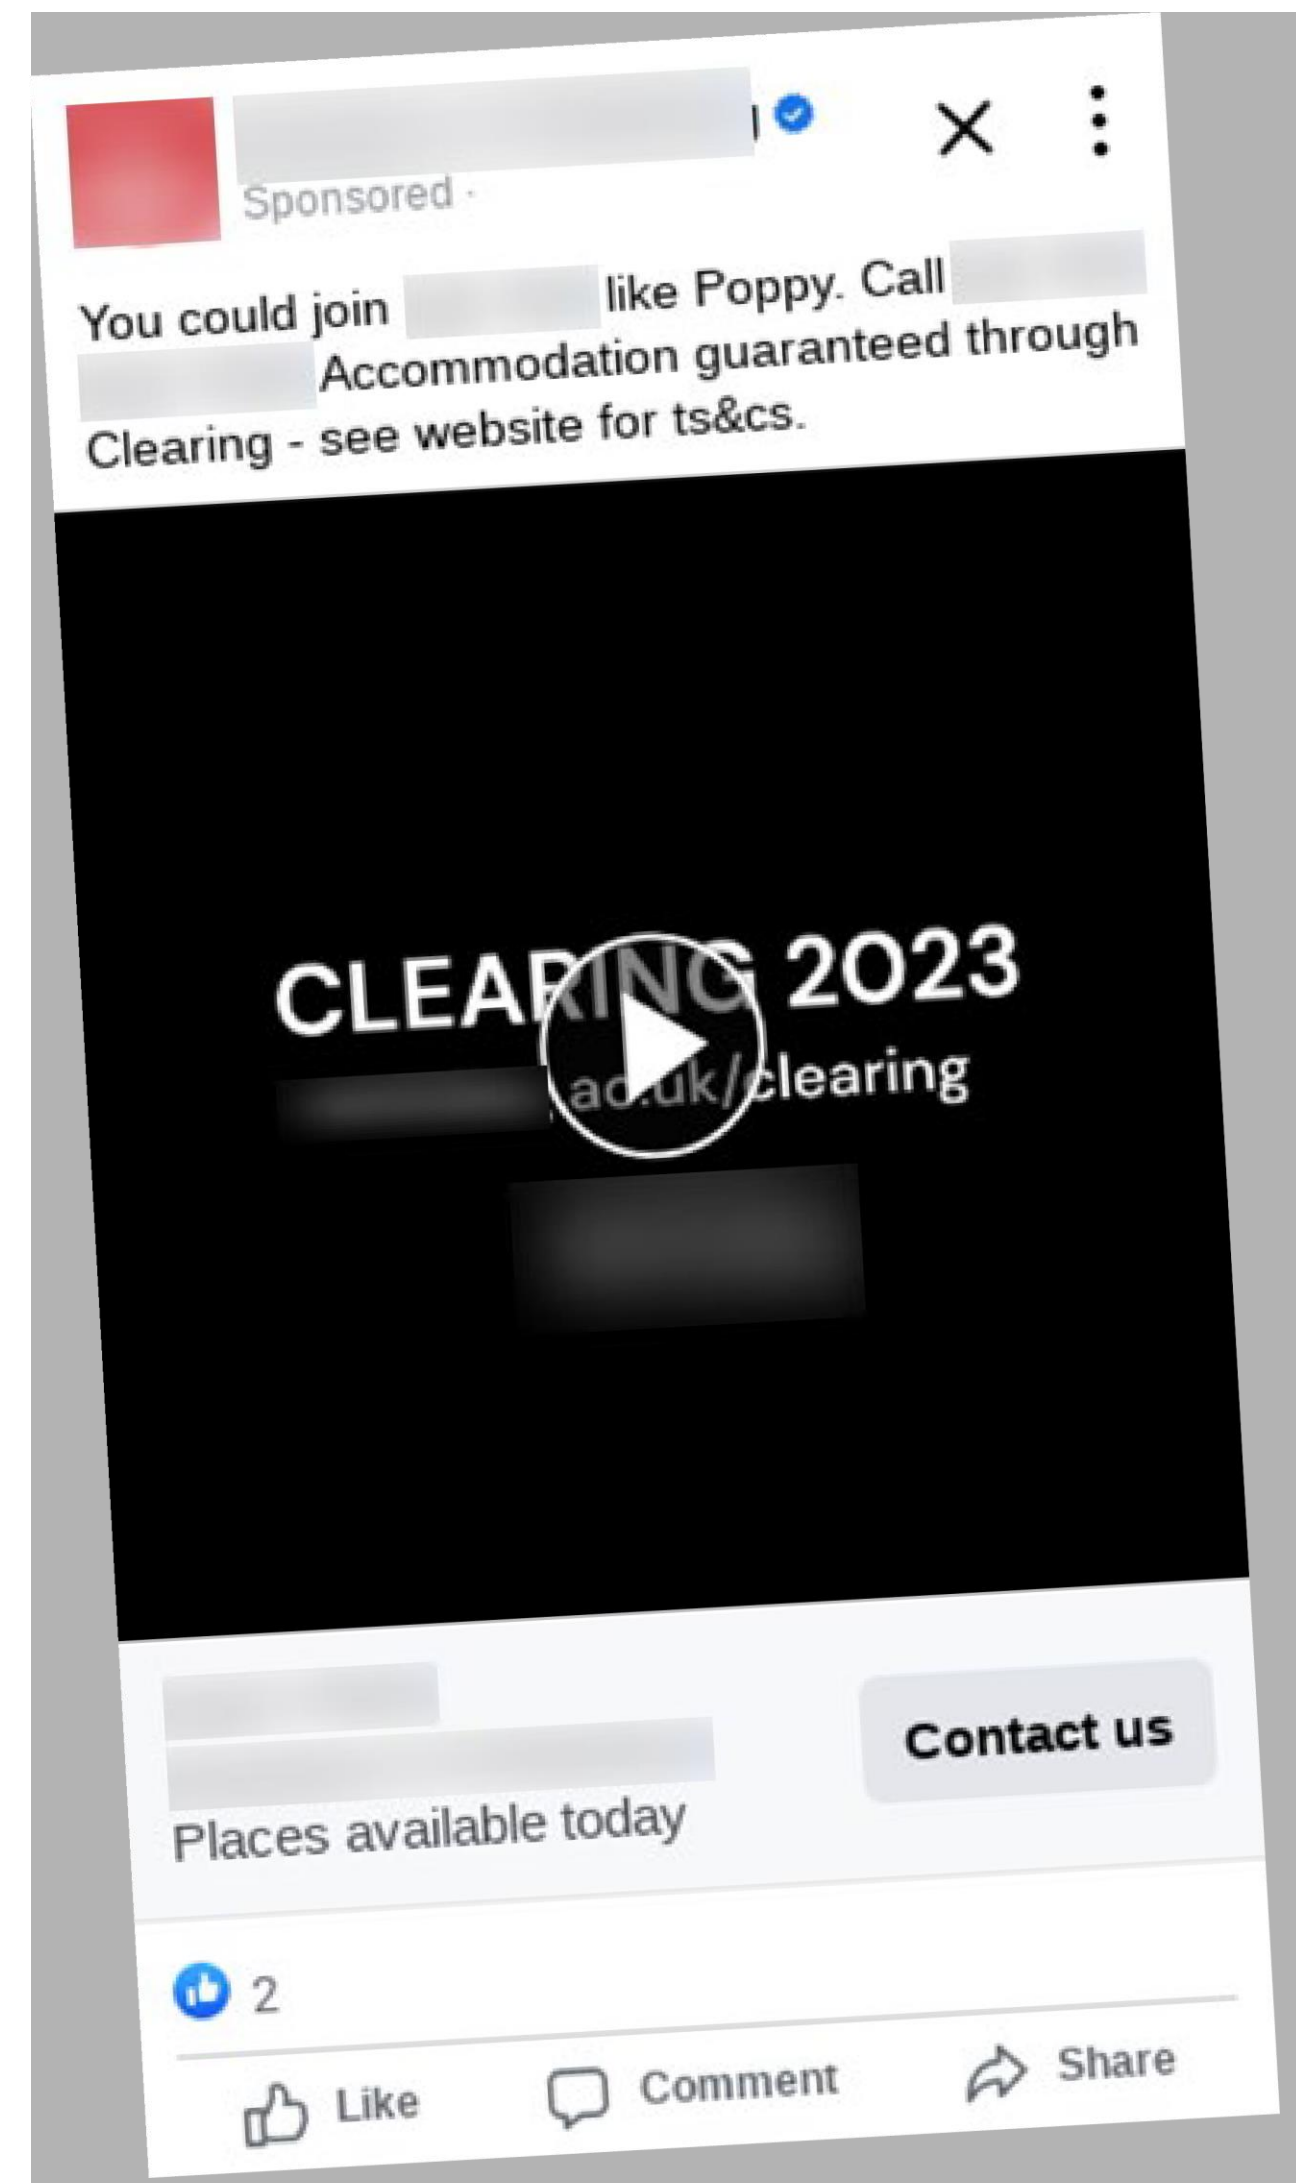 Sponsored ·
You could join like Poppy. Call
Accommodation guaranteed through
Clearing - see website for ts&cs.
CLEARING 2023
.ac.uk/clearing
Contact us
Places available today
2
Like Comment Share